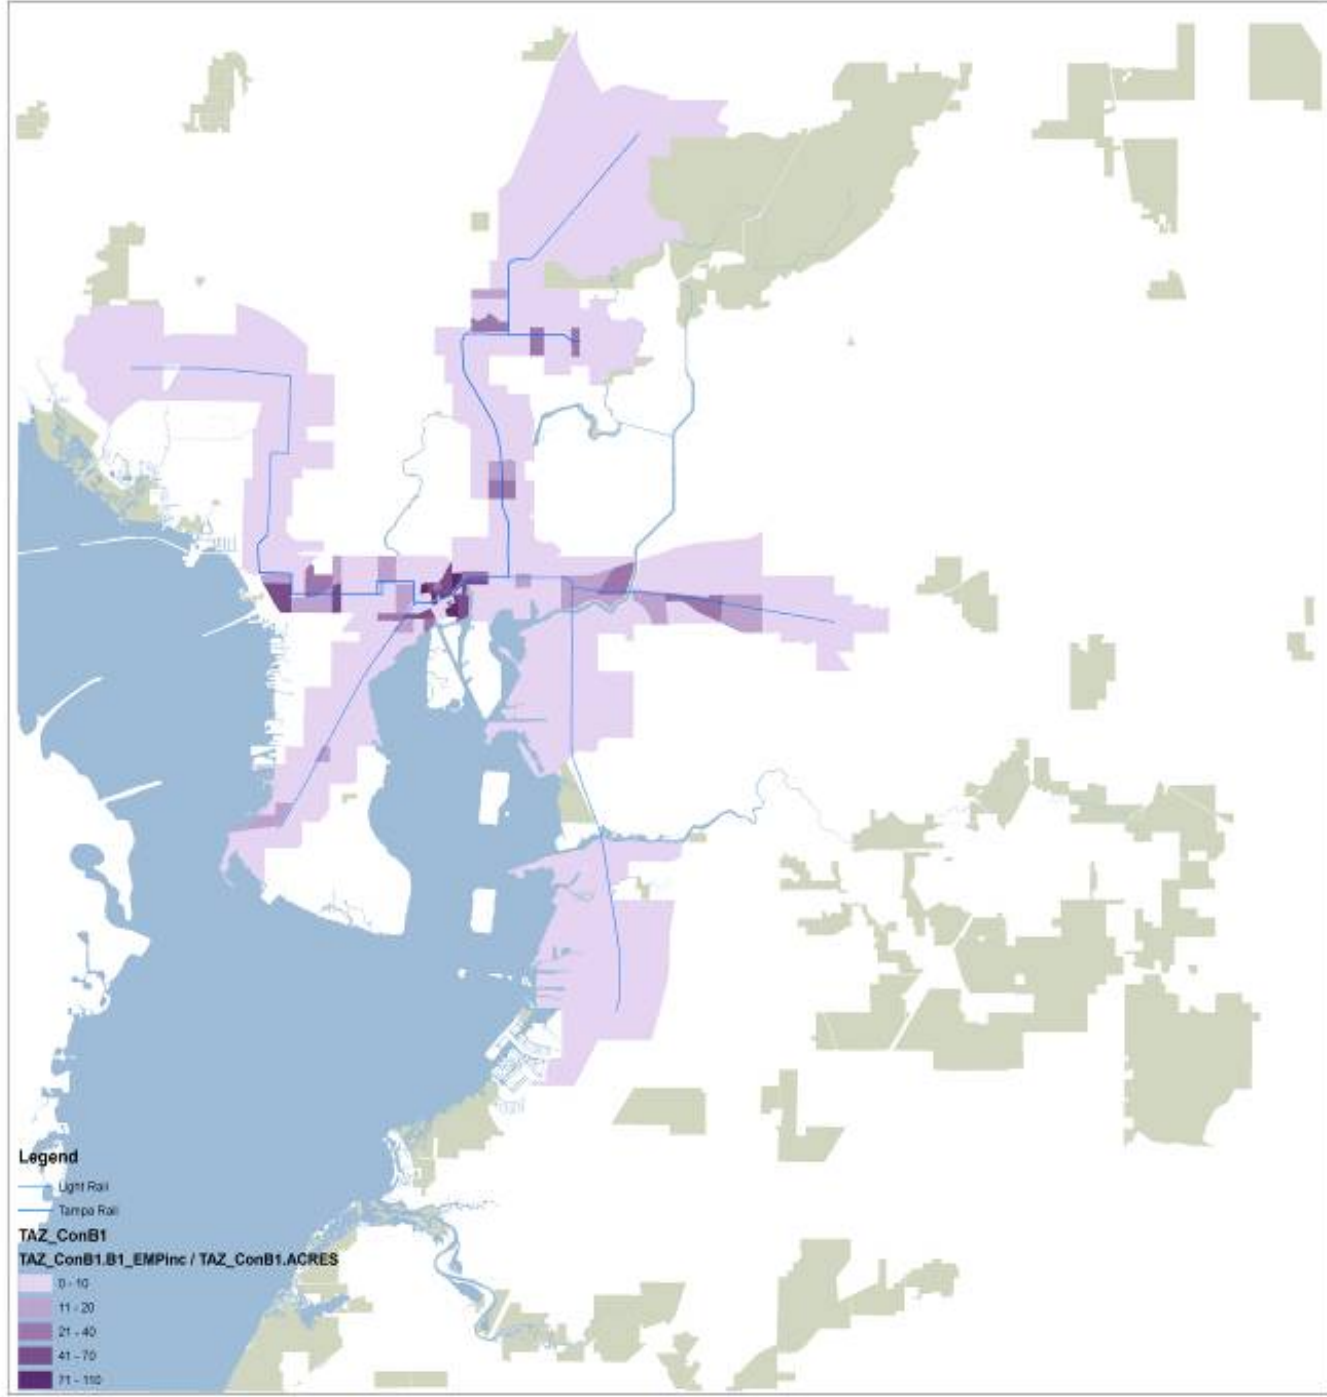 Legend
Light Rail
Tampa Rail
TAZ_ConB1
TAZ_ConB1.B1_EMPinc / TAZ_ConB1.ACRES
0 - 10
11 - 20
21 - 40
41 - 70
71 - 110